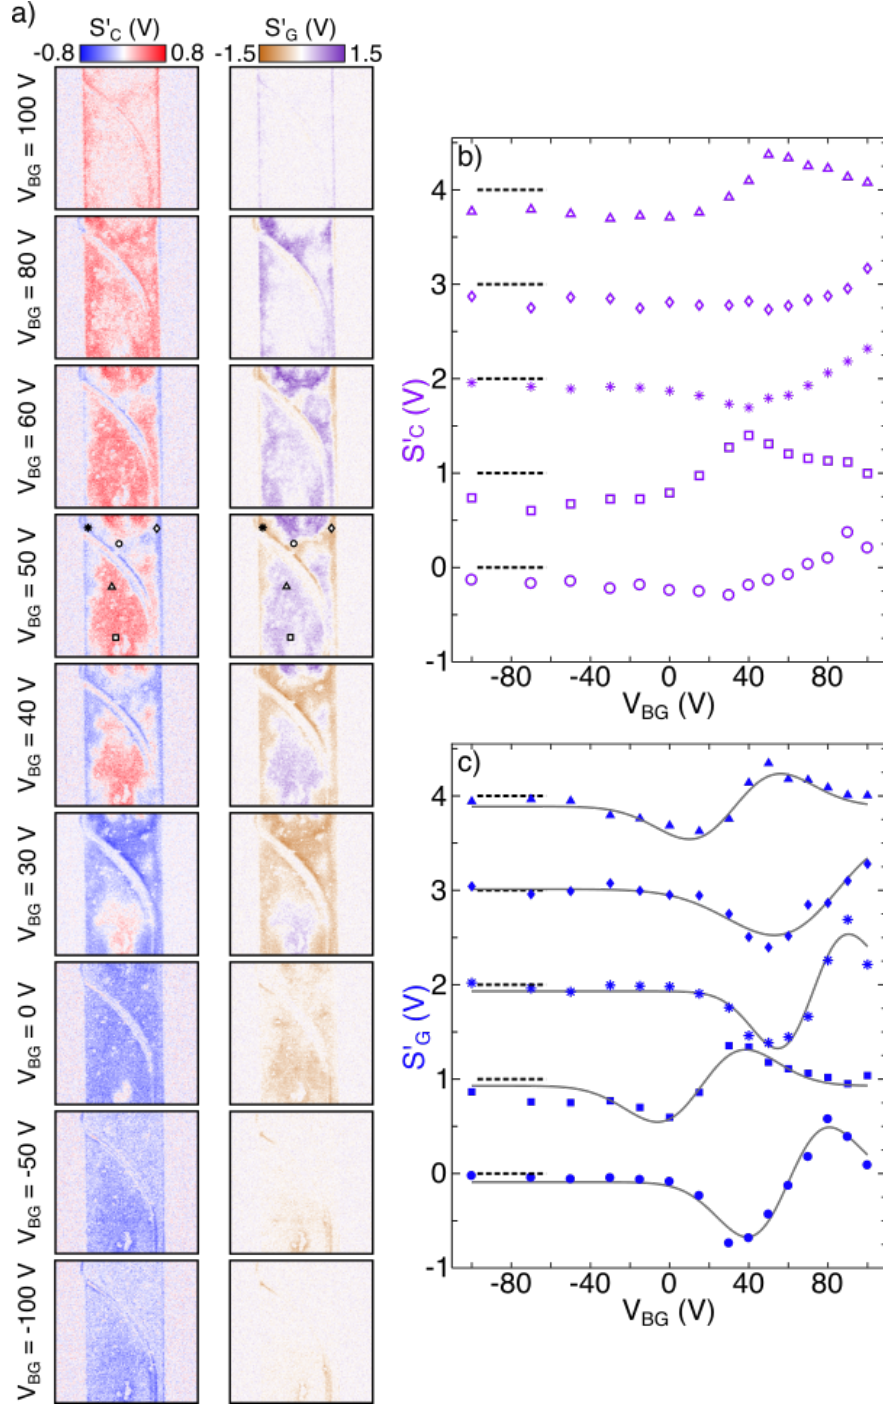 a)
S'C (V)
-0.8 0.8
S'G (V)
-1.5 1.5
VBG = 100 V
VBG = 80 V
VBG = 60 V
VBG = 50 V
VBG = 40 V
VBG = 30 V
VBG = 0 V
VBG = -50 V
VBG = -100 V
b)
4
3
2
1
0
-1
S'C (V)
-80 -40 0 40 80
VBG (V)
c)
4
3
2
1
0
-1
S'G (V)
-80 -40 0 40 80
VBG (V)